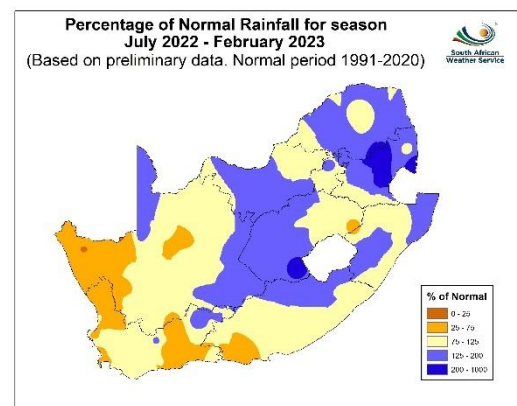 Percentage of Normal Rainfall for season
July 2022 - February 2023
(Based on preliminary data. Normal period 1991-2020)
South African
Weather Service
% of Normal
0 - 25
25 - 75
75 - 125
125 - 200
200 - 1000